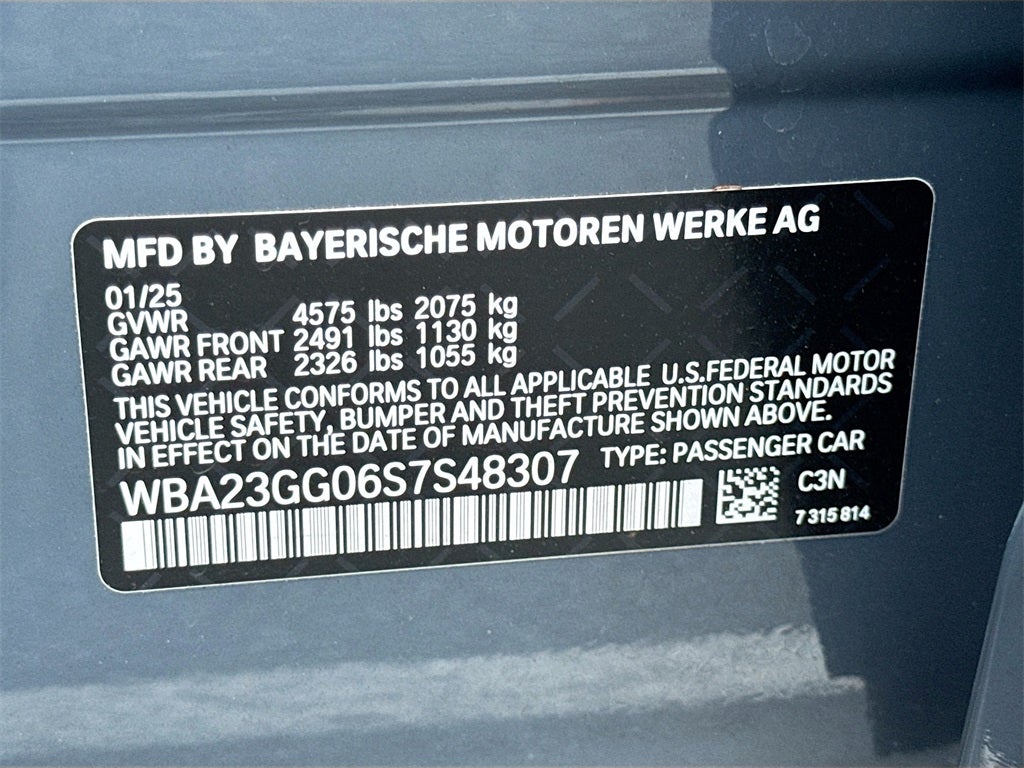 MFD BY BAYERISCHE MOTOREN WERKE AG
01/25
GVWR 4575 lbs 2075 kg
GAWR FRONT 2491 lbs 1130 kg
GAWR REAR 2326 lbs 1055 kg
THIS VEHICLE CONFORMS TO ALL APPLICABLE U.S.FEDERAL MOTOR
VEHICLE SAFETY, BUMPER AND THEFT PREVENTION STANDARDS
IN EFFECT ON THE DATE OF MANUFACTURE SHOWN ABOVE.
WBA23GG06S7S48307 TYPE: PASSENGER CAR
C3N
7 315 814